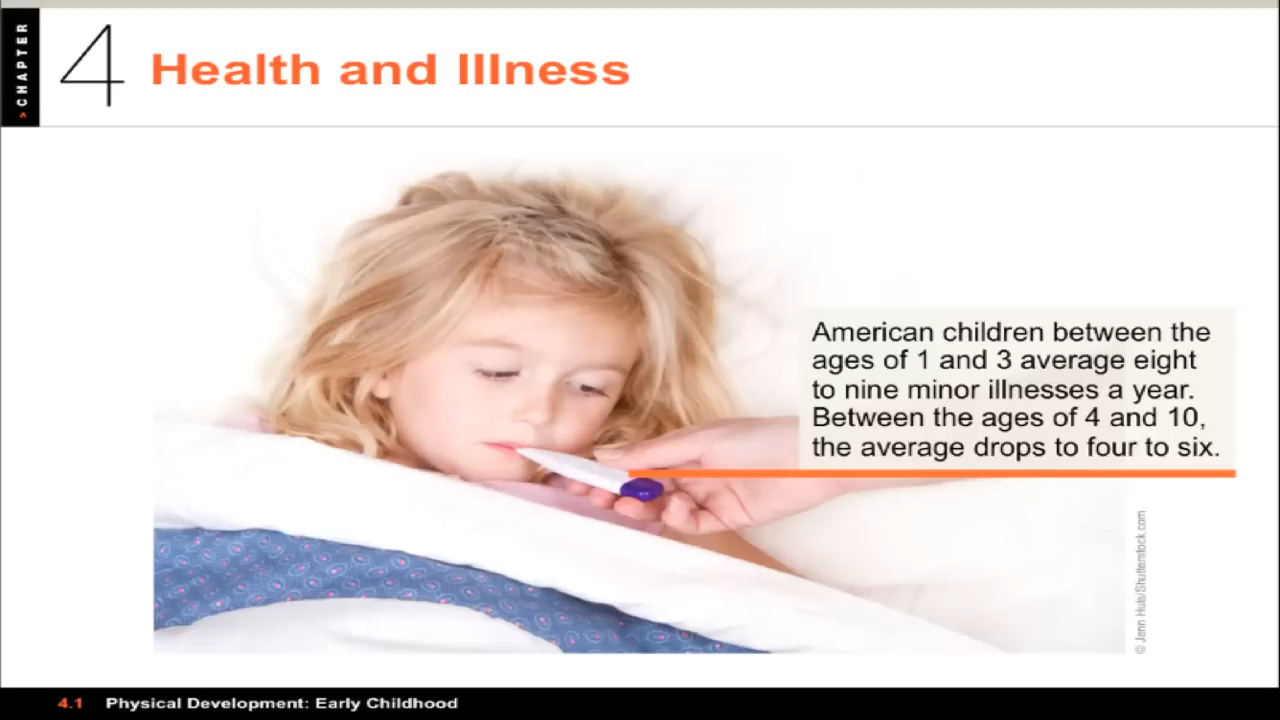 > CHAPTER
4 Health and Illness
American children between the
ages of 1 and 3 average eight
to nine minor illnesses a year.
Between the ages of 4 and 10,
the average drops to four to six.
© Jenn Huls/Shutterstock.com
4.1 Physical Development: Early Childhood